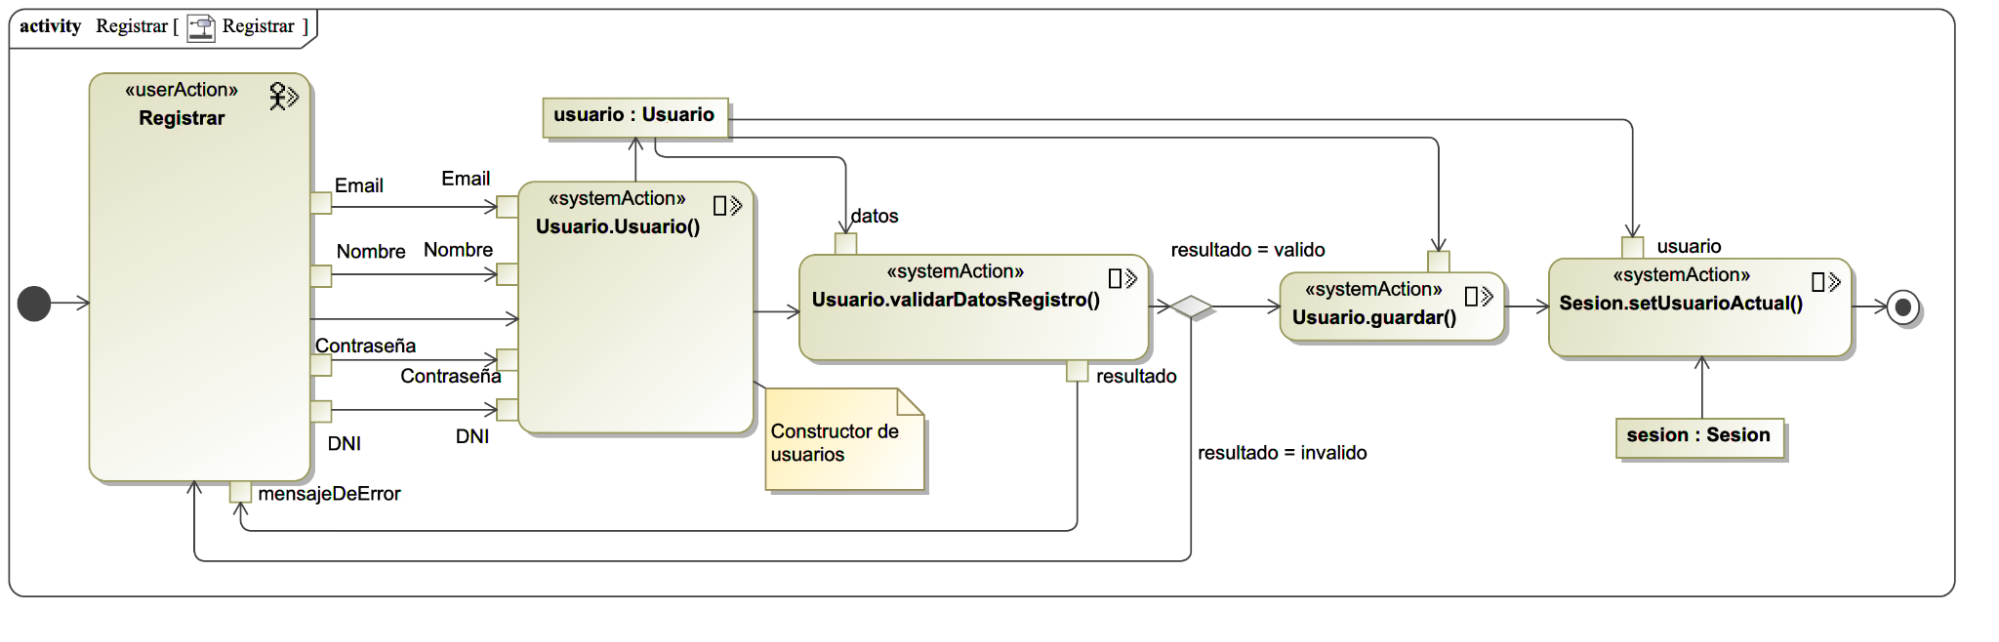 activity Registrar [ Registrar ]
«userAction»
Registrar
Email
Nombre
Contraseña
DNI
mensajeDeError
Email
Nombre
Contraseña
DNI
usuario : Usuario
«systemAction»
Usuario.Usuario()
Constructor de
usuarios
datos
«systemAction»
Usuario.validarDatosRegistro()
resultado
resultado = valido
resultado = invalido
«systemAction»
Usuario.guardar()
usuario
«systemAction»
Sesion.setUsuarioActual()
sesion : Sesion